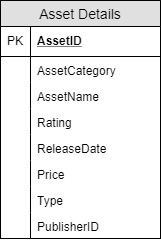 Asset Details
PK AssetID
AssetCategory
AssetName
Rating
ReleaseDate
Price
Type
PublisherID